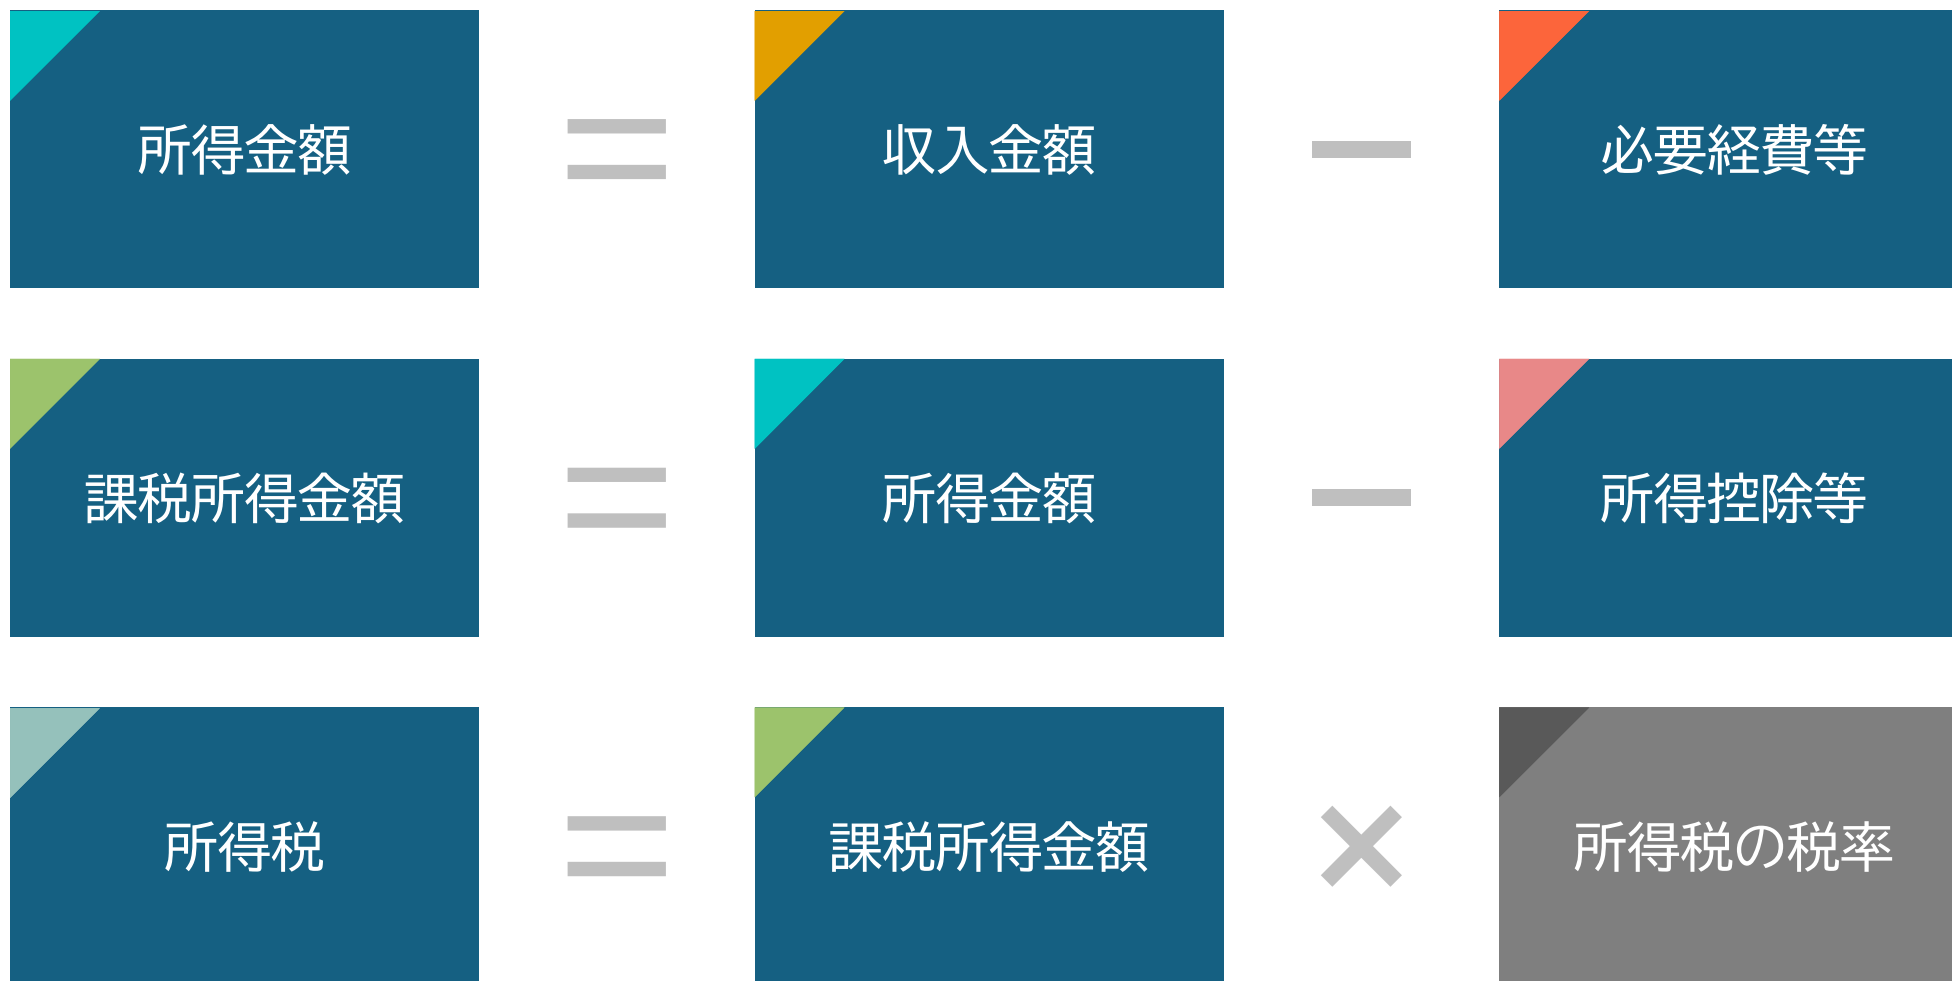 所得金額 = 収入金額 − 必要経費等
課税所得金額 = 所得金額 − 所得控除等
所得税 = 課税所得金額 × 所得税の税率